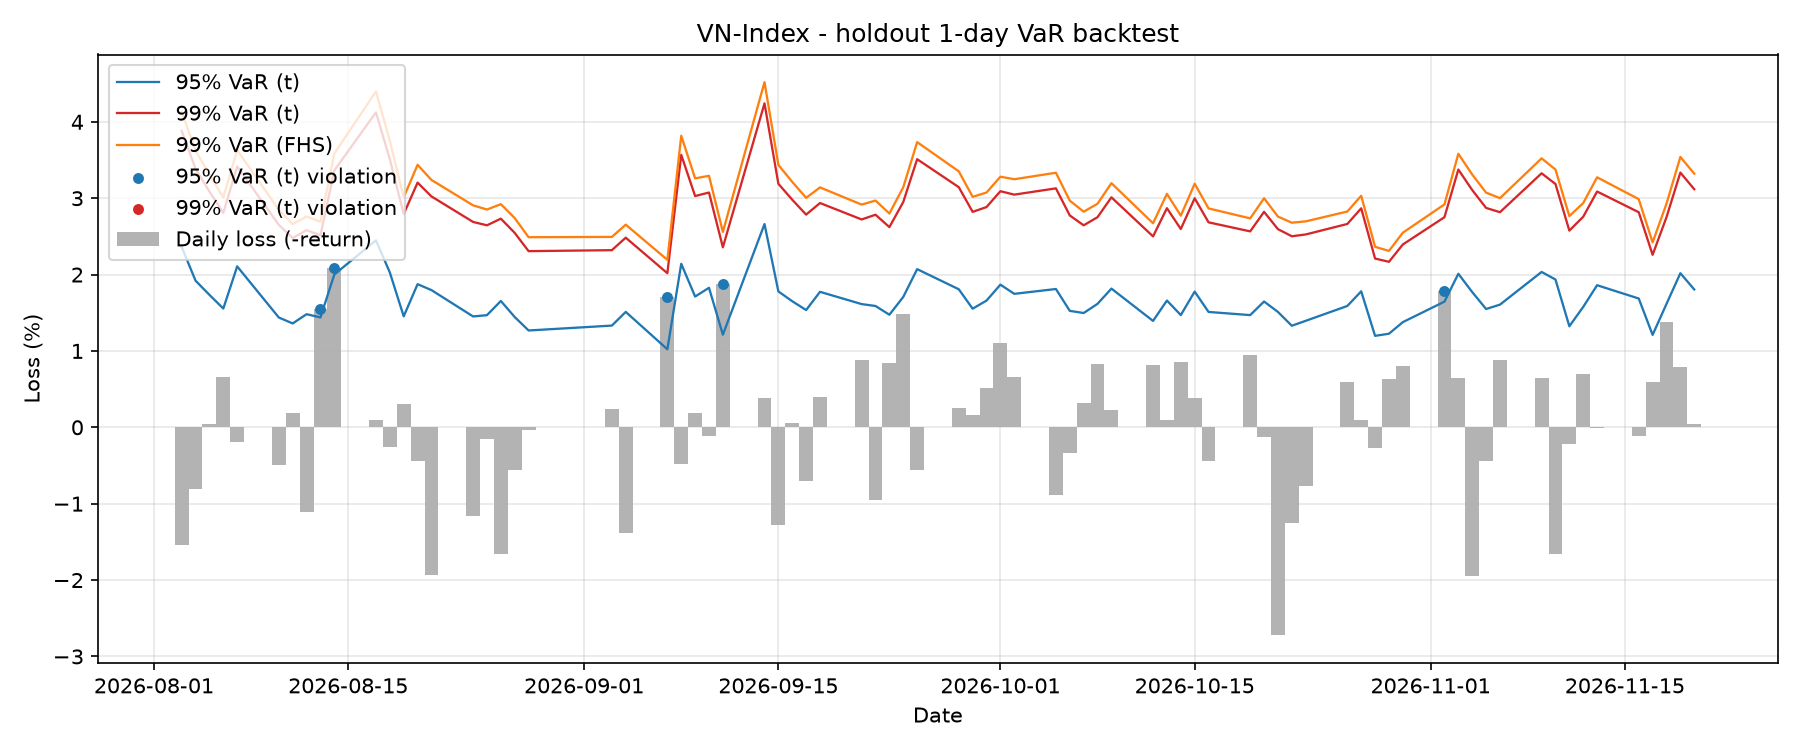 VN-Index - holdout 1-day VaR backtest
95% VaR (t)
99% VaR (t)
99% VaR (FHS)
95% VaR (t) violation
99% VaR (t) violation
Daily loss (-return)
Loss (%)
4
3
2
1
0
−1
−2
−3
2026-08-01 2026-08-15 2026-09-01 2026-09-15 2026-10-01 2026-10-15 2026-11-01 2026-11-15
Date